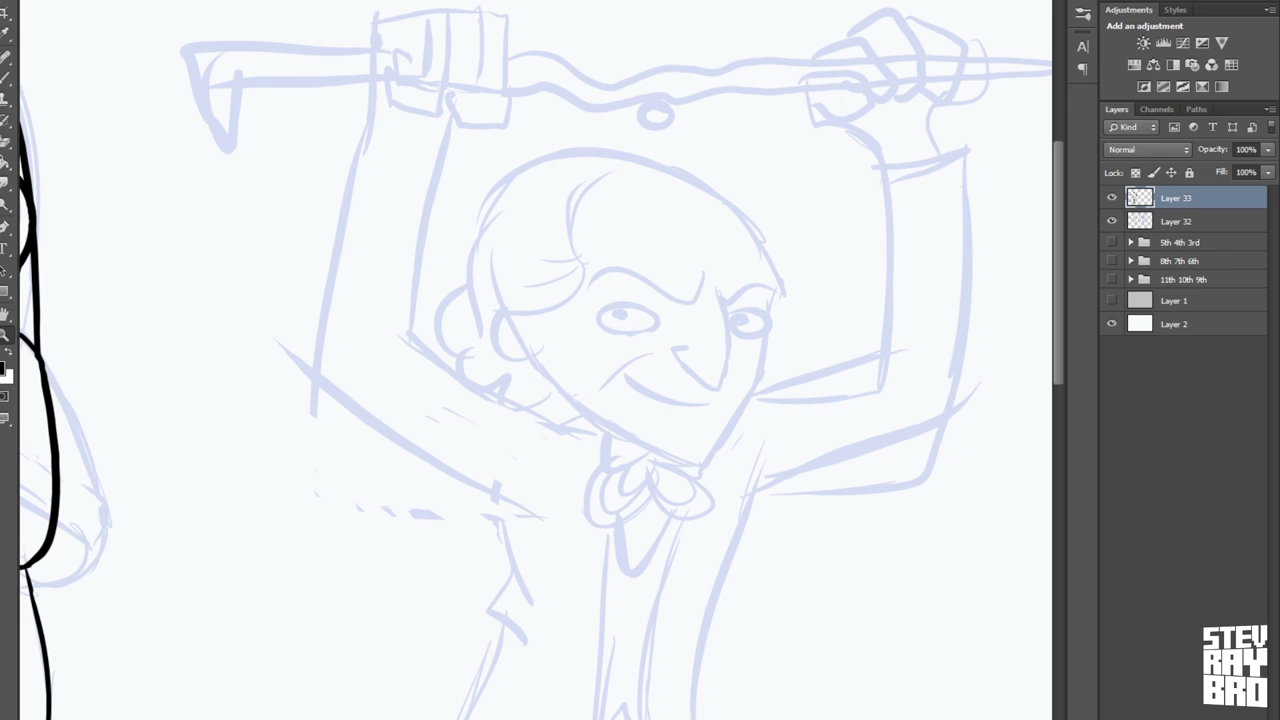 Adjustments Styles
Add an adjustment
Layers Channels Paths
Kind
Normal Opacity: 100%
Lock: Fill: 100%
Layer 33
Layer 32
5th 4th 3rd
8th 7th 6th
11th 10th 9th
Layer 1
Layer 2
STEV
RAY
BRO